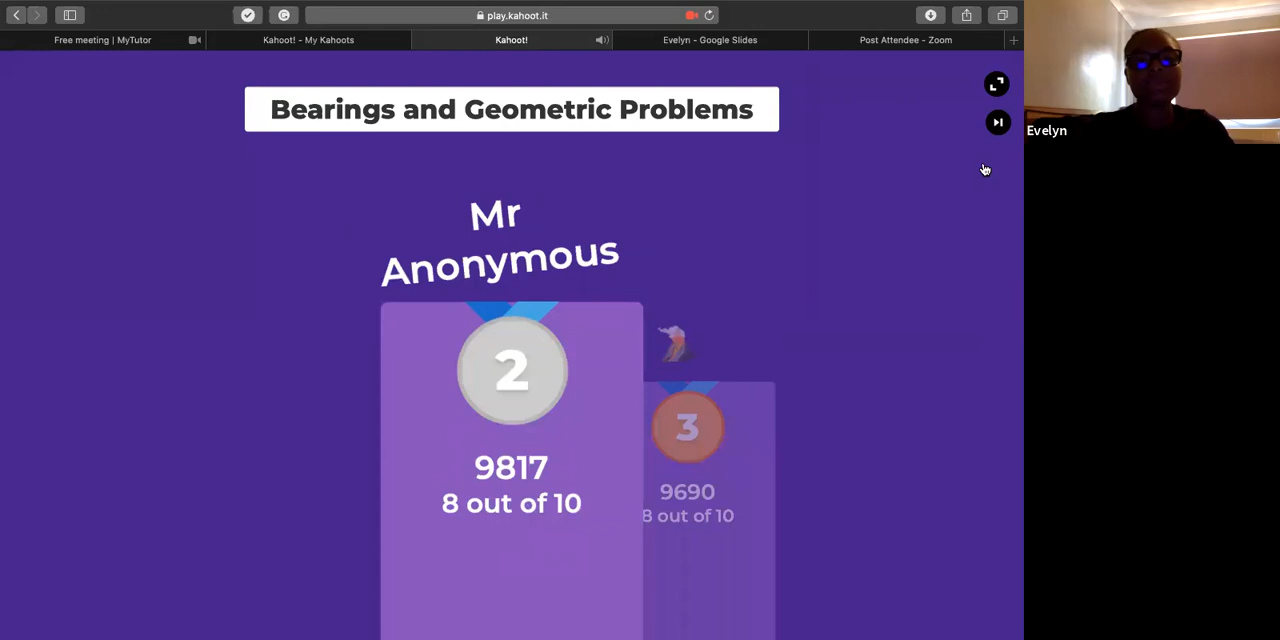 play.kahoot.it
Free meeting | MyTutor
Kahoot! - My Kahoots
Kahoot!
Evelyn - Google Slides
Post Attendee - Zoom
Bearings and Geometric Problems
Evelyn
Mr
Anonymous
2
9817
8 out of 10
3
9690
8 out of 10